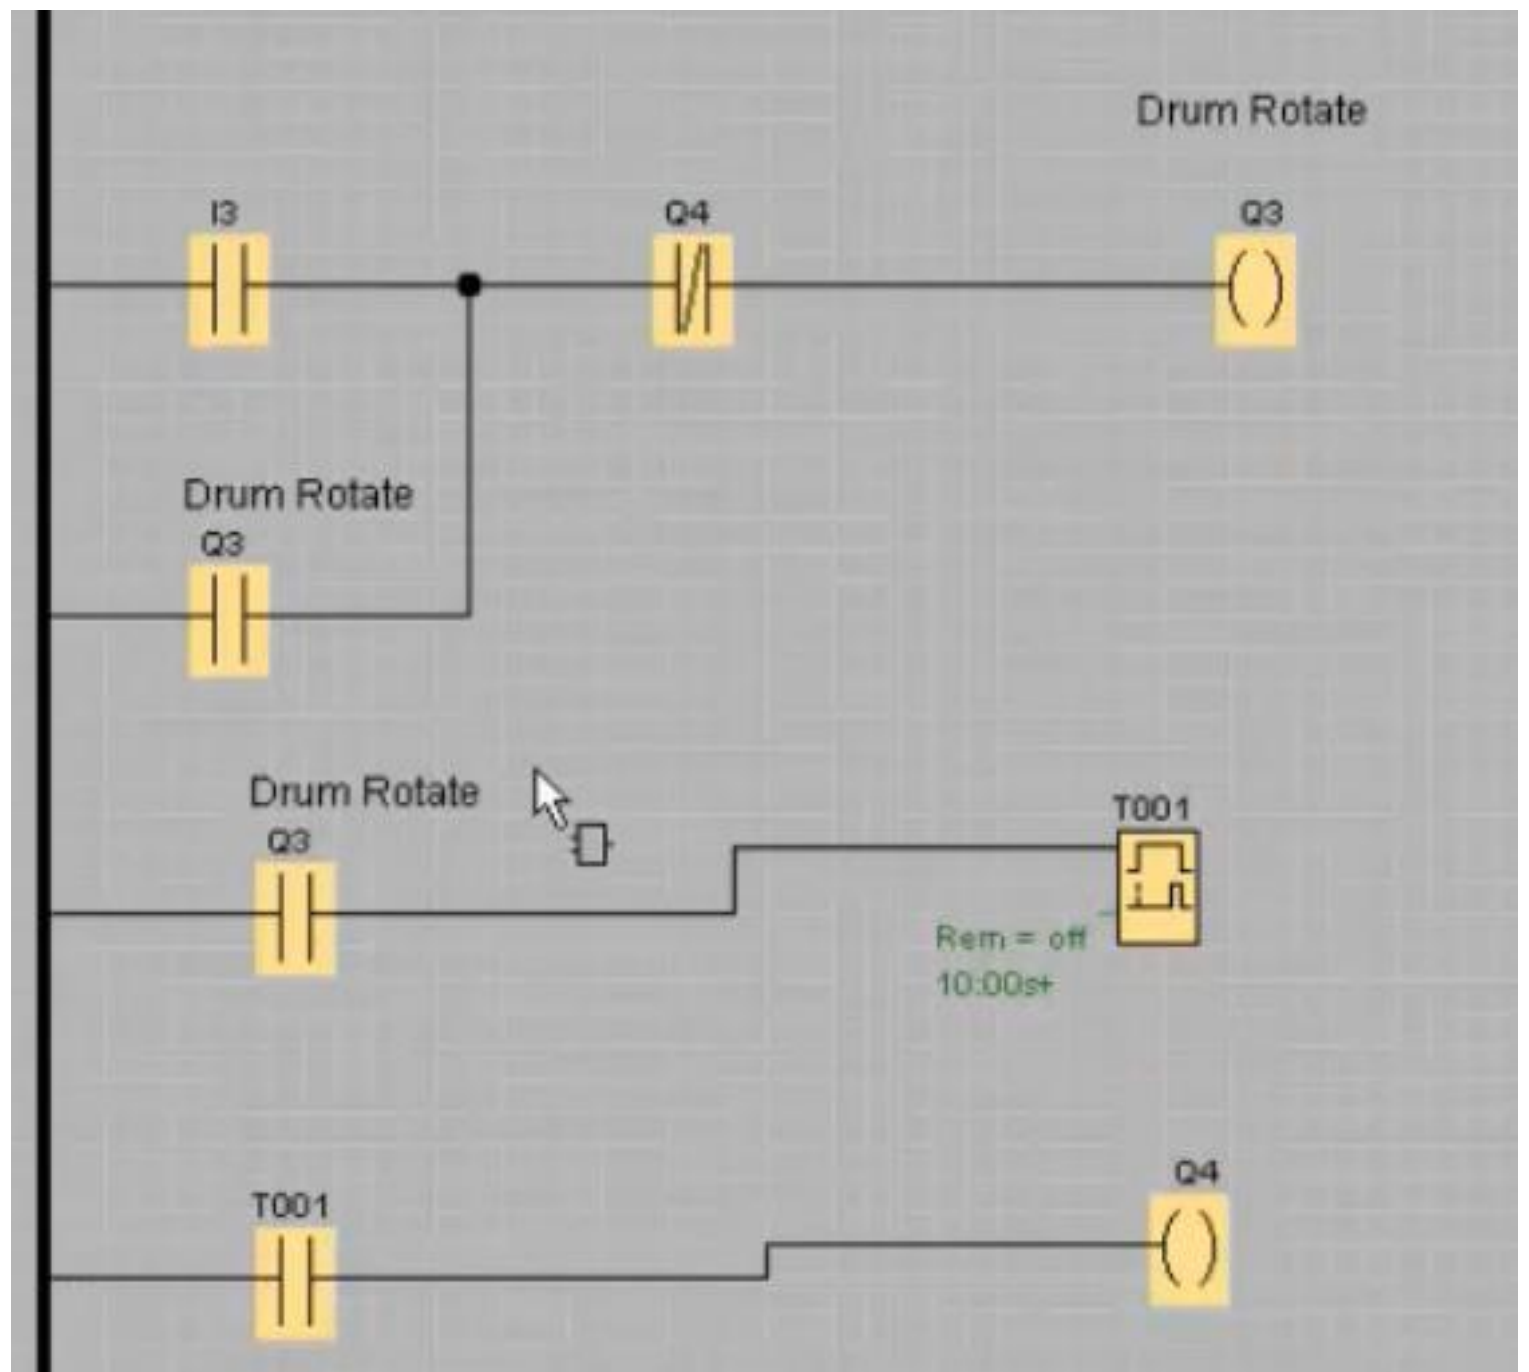 Drum Rotate
I3
Q4
Q3
Drum Rotate
Q3
Drum Rotate
Q3
T001
Rem = off
10:00s+
Q4
T001